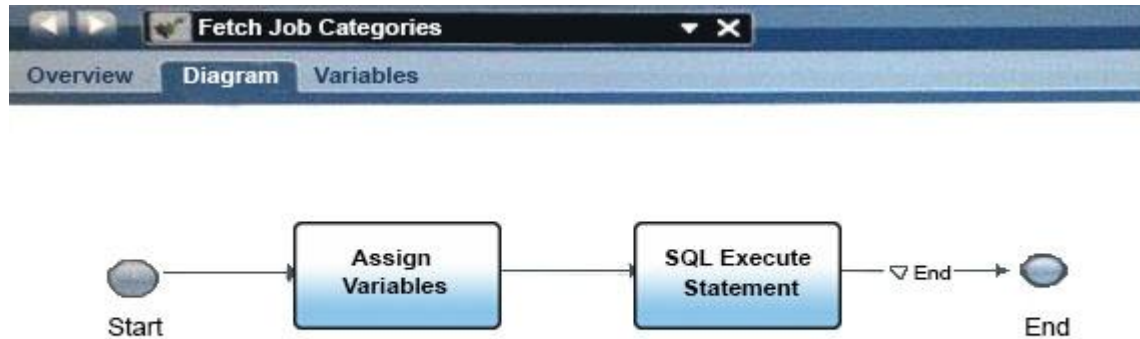 Fetch Job Categories
Overview Diagram Variables
Assign
Variables
SQL Execute
Statement
End
Start
End